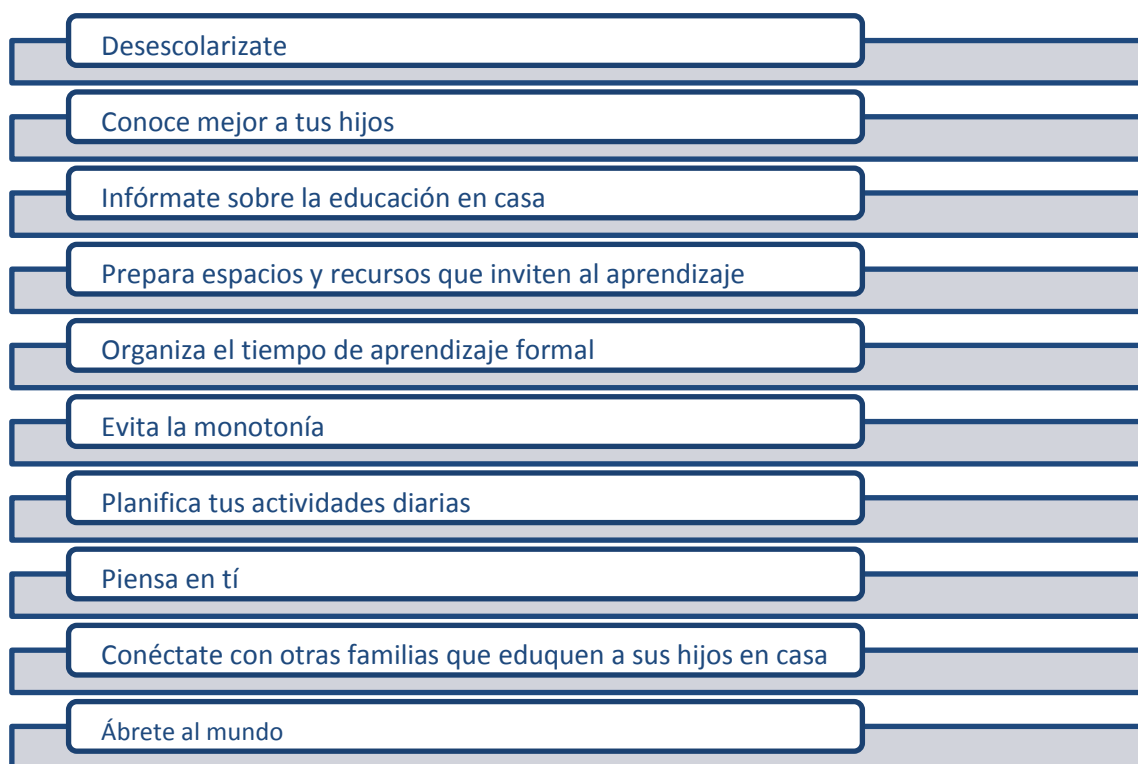 Desescolarizate
Conoce mejor a tus hijos
Infórmate sobre la educación en casa
Prepara espacios y recursos que inviten al aprendizaje
Organiza el tiempo de aprendizaje formal
Evita la monotonía
Planifica tus actividades diarias
Piensa en tí
Conéctate con otras familias que eduquen a sus hijos en casa
Ábrete al mundo